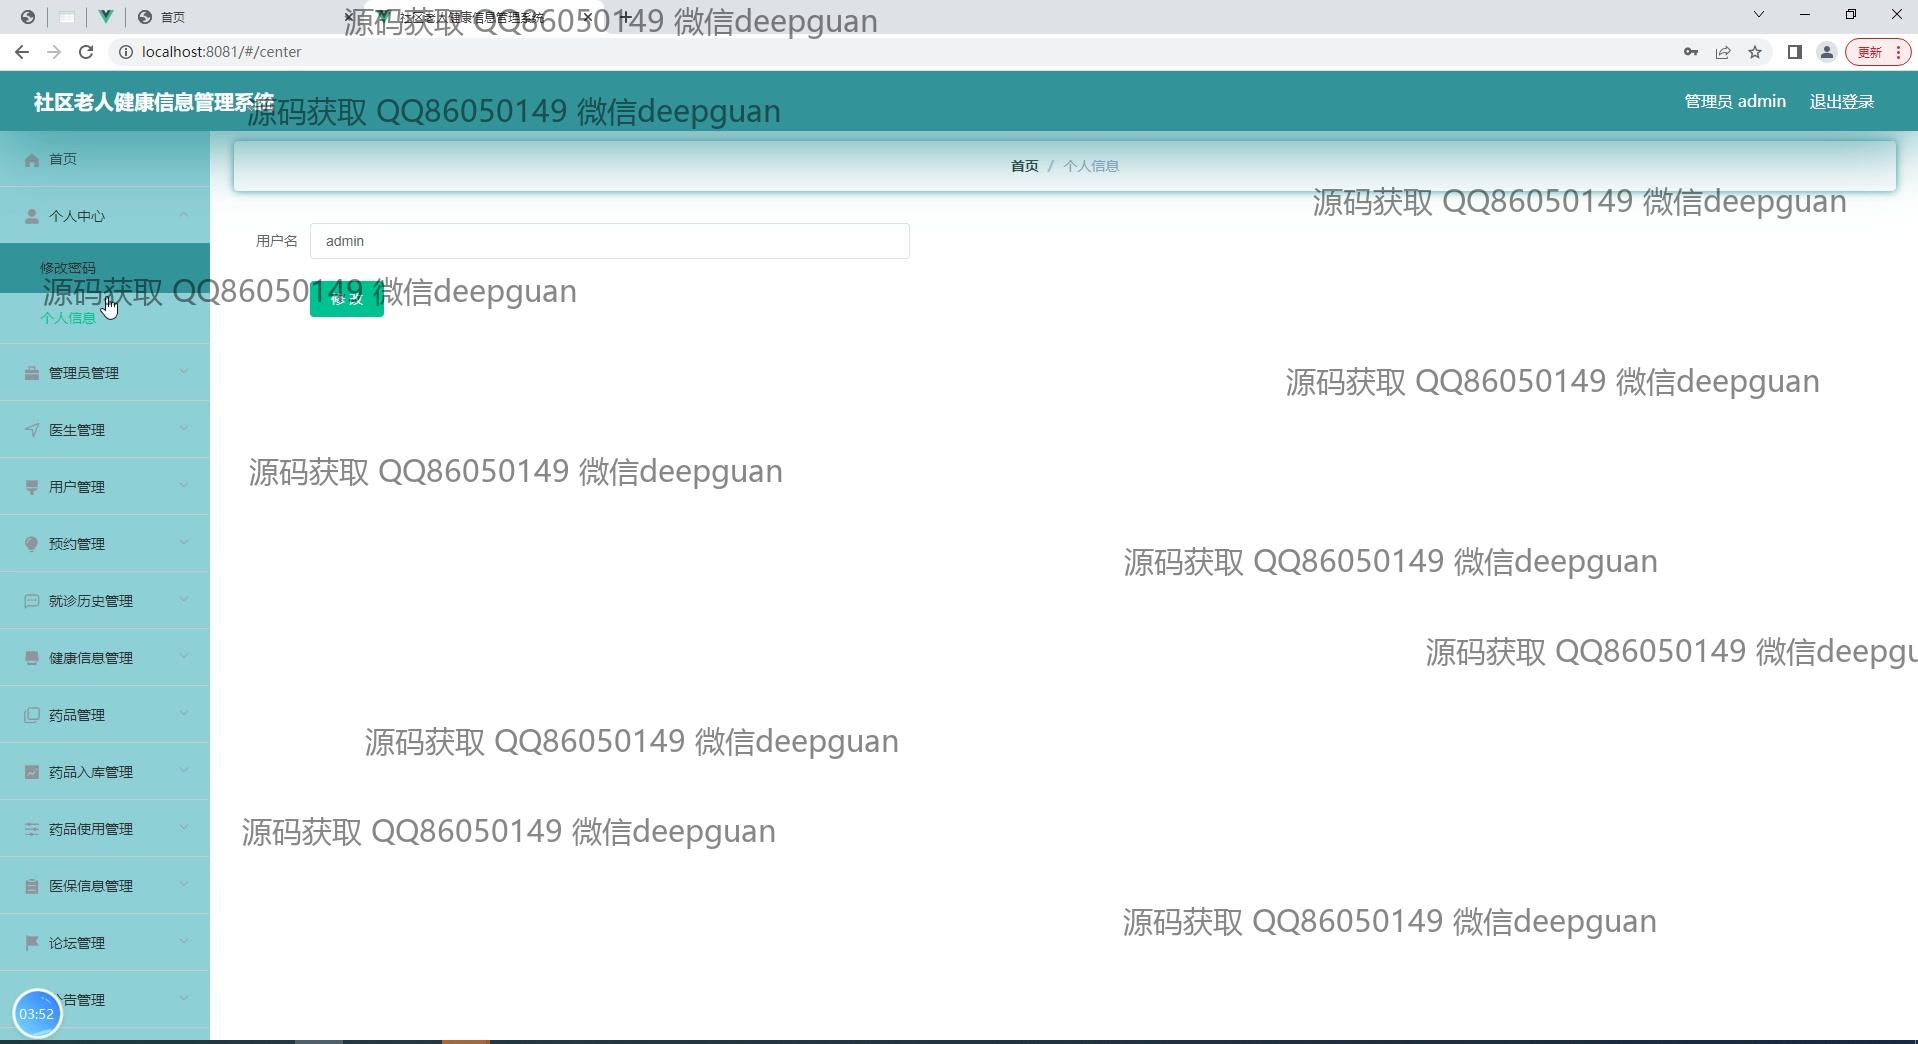 首页
社区老人健康信息管理系统
源码获取 QQ86050149 微信deepguan
localhost:8081/#/center
更新
社区老人健康信息管理系统
源码获取 QQ86050149 微信deepguan
管理员 admin
退出登录
首页
首页 / 个人信息
源码获取 QQ86050149 微信deepguan
个人中心
用户名
admin
修改密码
源码获取 QQ86050149 微信deepguan
修 改
个人信息
管理员管理
源码获取 QQ86050149 微信deepguan
医生管理
源码获取 QQ86050149 微信deepguan
用户管理
预约管理
源码获取 QQ86050149 微信deepguan
就诊历史管理
健康信息管理
源码获取 QQ86050149 微信deepgu
药品管理
源码获取 QQ86050149 微信deepguan
药品入库管理
药品使用管理
源码获取 QQ86050149 微信deepguan
医保信息管理
源码获取 QQ86050149 微信deepguan
论坛管理
告管理
03:52